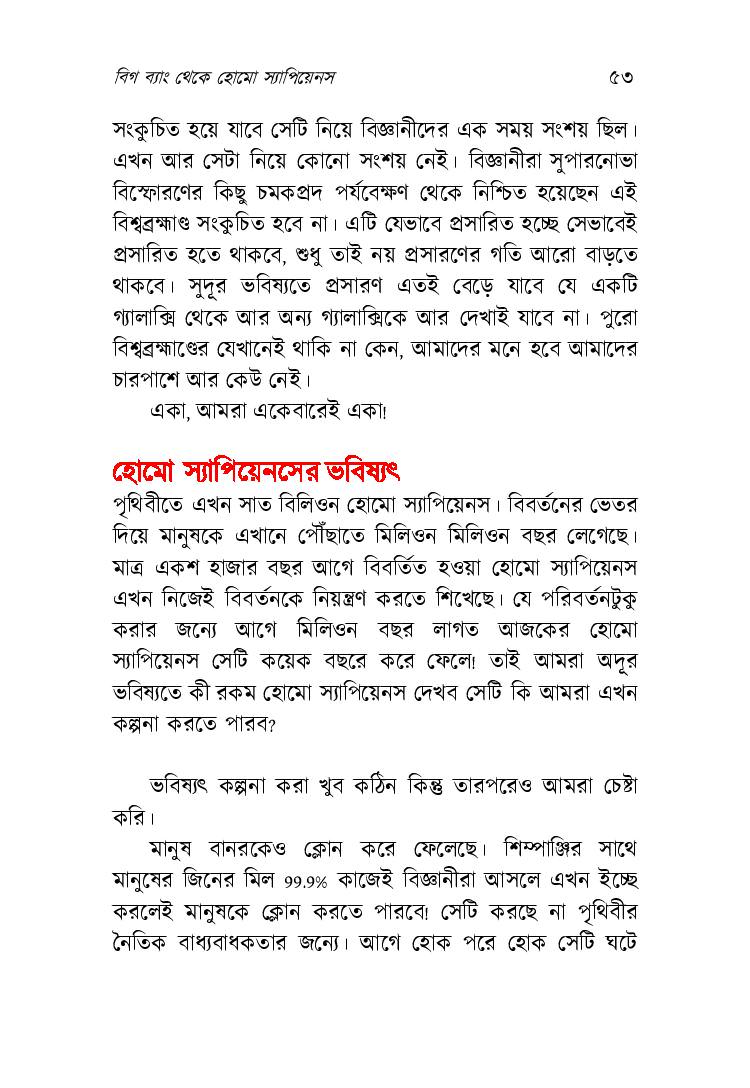 বিগ ব্যাং থেকে হোমো স্যাপিয়েনস ৫৩
সংকুচিত হয়ে যাবে সেটি নিয়ে বিজ্ঞানীদের এক সময় সংশয় ছিল।
এখন আর সেটা নিয়ে কোনো সংশয় নেই। বিজ্ঞানীরা সুপারনোভা
বিস্ফোরণের কিছু চমকপ্রদ পর্যবেক্ষণ থেকে নিশ্চিত হয়েছেন এই
বিশ্বব্রহ্মাণ্ড সংকুচিত হবে না। এটি যেভাবে প্রসারিত হচ্ছে সেভাবেই
প্রসারিত হতে থাকবে, শুধু তাই নয় প্রসারণের গতি আরো বাড়তে
থাকবে। সুদূর ভবিষ্যতে প্রসারণ এতই বেড়ে যাবে যে একটি
গ্যালাক্সি থেকে আর অন্য গ্যালাক্সিকে আর দেখাই যাবে না। পুরো
বিশ্বব্রহ্মাণ্ডের যেখানেই থাকি না কেন, আমাদের মনে হবে আমাদের
চারপাশে আর কেউ নেই।
একা, আমরা একেবারেই একা!
হোমো স্যাপিয়েনসের ভবিষ্যৎ
পৃথিবীতে এখন সাত বিলিওন হোমো স্যাপিয়েনস। বিবর্তনের ভেতর
দিয়ে মানুষকে এখানে পৌঁছাতে মিলিওন মিলিওন বছর লেগেছে।
মাত্র একশ হাজার বছর আগে বিবর্তিত হওয়া হোমো স্যাপিয়েনস
এখন নিজেই বিবর্তনকে নিয়ন্ত্রণ করতে শিখেছে। যে পরিবর্তনটুকু
করার জন্যে আগে মিলিওন বছর লাগত আজকের হোমো
স্যাপিয়েনস সেটি কয়েক বছরে করে ফেলে! তাই আমরা অদূর
ভবিষ্যতে কী রকম হোমো স্যাপিয়েনস দেখব সেটি কি আমরা এখন
কল্পনা করতে পারব?
ভবিষ্যৎ কল্পনা করা খুব কঠিন কিন্তু তারপরেও আমরা চেষ্টা
করি।
মানুষ বানরকেও ক্লোন করে ফেলেছে। শিম্পাঞ্জির সাথে
মানুষের জিনের মিল 99.9% কাজেই বিজ্ঞানীরা আসলে এখন ইচ্ছে
করলেই মানুষকে ক্লোন করতে পারবে! সেটি করছে না পৃথিবীর
নৈতিক বাধ্যবাধকতার জন্যে। আগে হোক পরে হোক সেটি ঘটে